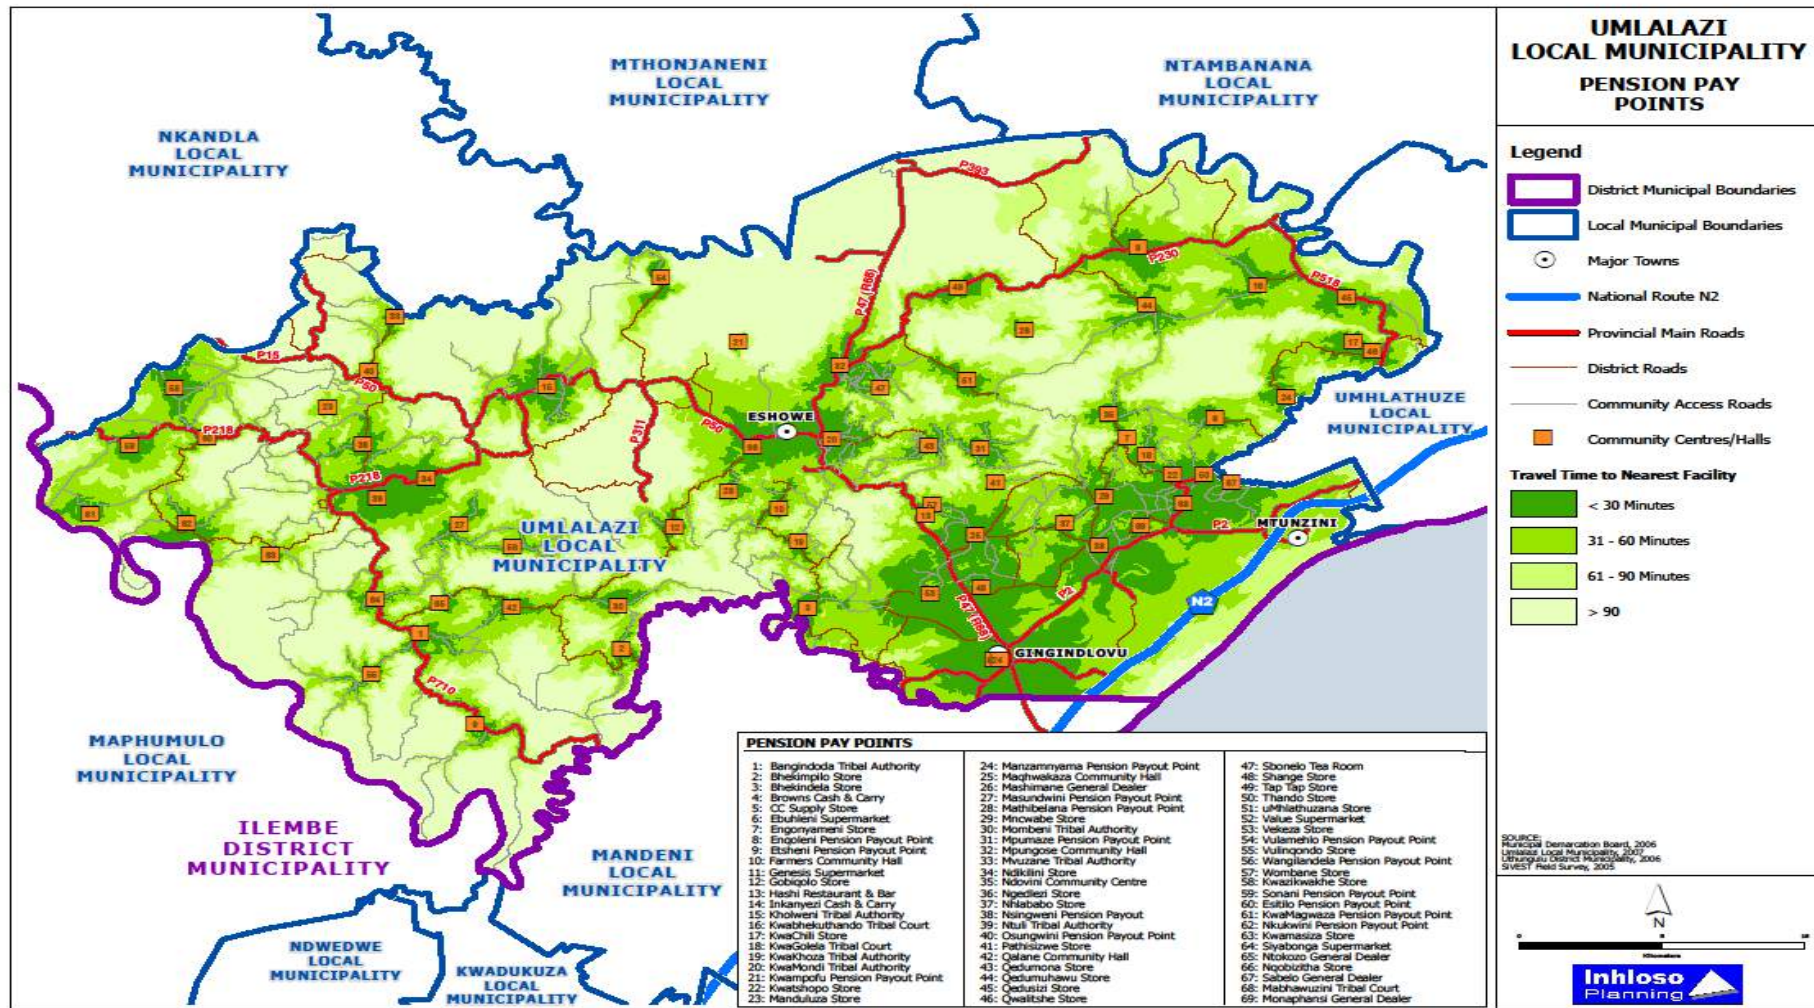 UMLALAZI
LOCAL MUNICIPALITY
PENSION PAY
POINTS
Legend
District Municipal Boundaries
Local Municipal Boundaries
Major Towns
National Route N2
Provincial Main Roads
District Roads
Community Access Roads
Community Centres/Halls
Travel Time to Nearest Facility
< 30 Minutes
31 - 60 Minutes
61 - 90 Minutes
> 90
SOURCE:
Municipal Demarcation Board, 2006
Umlalazi Local Municipality, 2007
Uthungulu District Municipality, 2006
SIVEST Field Survey, 2005
N
Kilometers
Inhloso
Planning
MTHONJANENI
LOCAL
MUNICIPALITY
NTAMBANANA
LOCAL
MUNICIPALITY
NKANDLA
LOCAL
MUNICIPALITY
UMHLATHUZE
LOCAL
MUNICIPALITY
UMLALAZI
LOCAL
MUNICIPALITY
MAPHUMULO
LOCAL
MUNICIPALITY
ILEMBE
DISTRICT
MUNICIPALITY
MANDENI
LOCAL
MUNICIPALITY
NDWEDWE
LOCAL
MUNICIPALITY
KWADUKUZA
LOCAL
MUNICIPALITY
ESHOWE
MTUNZINI
GINGINDLOVU
P393
P230
P518
P47 (R66)
P15
P50
P218
P311
P50
P218
P710
P2
P2
P47 (R66)
N2
PENSION PAY POINTS
1: Bangindoda Tribal Authority
2: Bhekimpilo Store
3: Bhekindela Store
4: Browns Cash & Carry
5: CC Supply Store
6: Ebuhleni Supermarket
7: Engonyameni Store
8: Enqoleni Pension Payout Point
9: Etsheni Pension Payout Point
10: Farmers Community Hall
11: Genesis Supermarket
12: Gobiqolo Store
13: Hashi Restaurant & Bar
14: Inkanyezi Cash & Carry
15: Kholweni Tribal Authority
16: Kwabhekuthando Tribal Court
17: KwaChili Store
18: KwaGolela Tribal Court
19: KwaKhoza Tribal Authority
20: KwaMondi Tribal Authority
21: Kwampofu Pension Payout Point
22: Kwatshopo Store
23: Manduluza Store
24: Manzamnyama Pension Payout Point
25: Maqhwakaza Community Hall
26: Mashimane General Dealer
27: Masundwini Pension Payout Point
28: Mathibelana Pension Payout Point
29: Mncwabe Store
30: Mombeni Tribal Authority
31: Mpumaze Pension Payout Point
32: Mpungose Community Hall
33: Mvuzane Tribal Authority
34: Ndikilini Store
35: Ndovini Community Centre
36: Ngedlezi Store
37: Nhlababo Store
38: Nsingweni Pension Payout
39: Ntuli Tribal Authority
40: Osungwini Pension Payout Point
41: Pathisizwe Store
42: Qalane Community Hall
43: Qedumona Store
44: Qedumuhawu Store
45: Qedusizi Store
46: Qwalitshe Store
47: Sbonelo Tea Room
48: Shange Store
49: Tap Tap Store
50: Thando Store
51: uMhlathuzana Store
52: Value Supermarket
53: Vekeza Store
54: Vulamehlo Pension Payout Point
55: Vulinqondo Store
56: Wangilandela Pension Payout Point
57: Wombane Store
58: Kwazikwakhe Store
59: Sonani Pension Payout Point
60: Esitilo Pension Payout Point
61: KwaMagwaza Pension Payout Point
62: Nkukwini Pension Payout Point
63: Kwamasiza Store
64: Siyabonga Supermarket
65: Ntokozo General Dealer
66: Nqobizitha Store
67: Sabelo General Dealer
68: Mabhawuzini Tribal Court
69: Monaphansi General Dealer